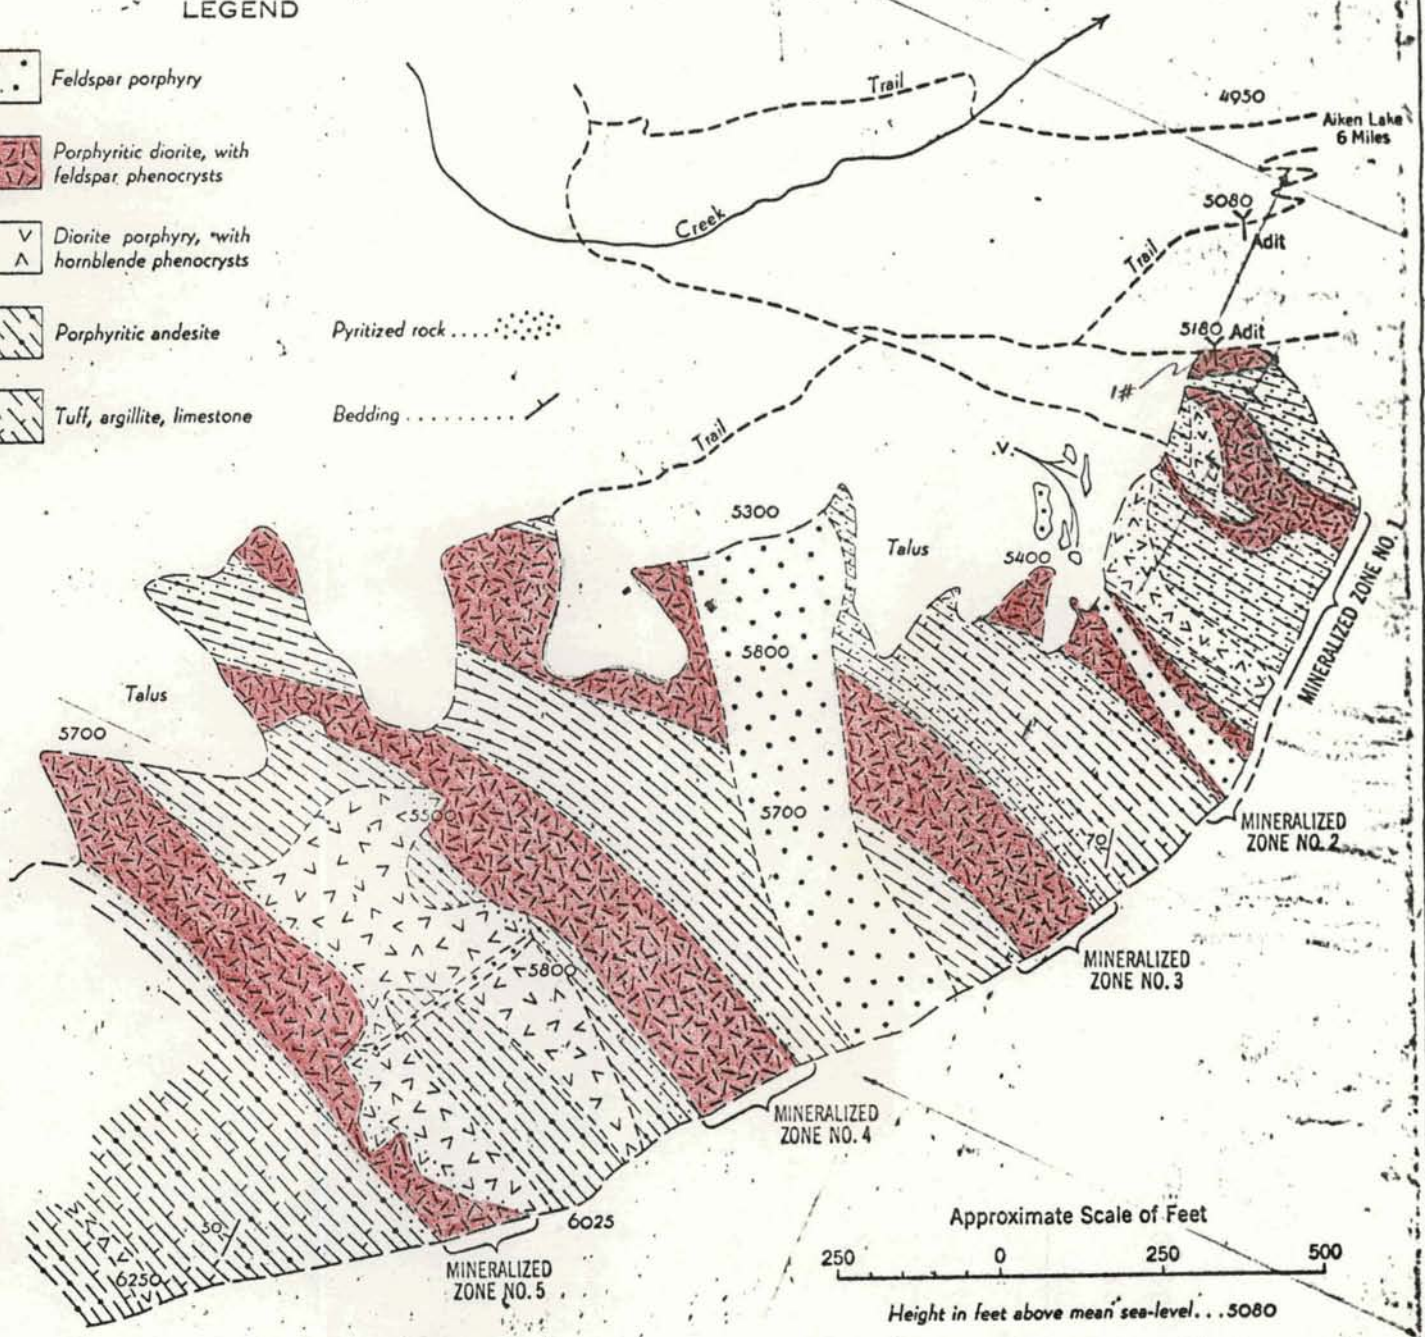 LEGEND
Feldspar porphyry
Porphyritic diorite, with
feldspar phenocrysts
Diorite porphyry, with
hornblende phenocrysts
Porphyritic andesite
Tuff, argillite, limestone
Pyritized rock....
Bedding........
Trail
4950
Aiken Lake
6 Miles
5080
Adit
Creek
Trail
5180 Adit
1#
Trail
5300
Talus
5400
MINERALIZED ZONE NO. 1
5800
Talus
5700
5500
5700
70
MINERALIZED
ZONE NO. 2
5800
MINERALIZED
ZONE NO. 3
MINERALIZED
ZONE NO. 4
50
6025
6250
MINERALIZED
ZONE NO. 5
Approximate Scale of Feet
250 0 250 500
Height in feet above mean sea-level...5080